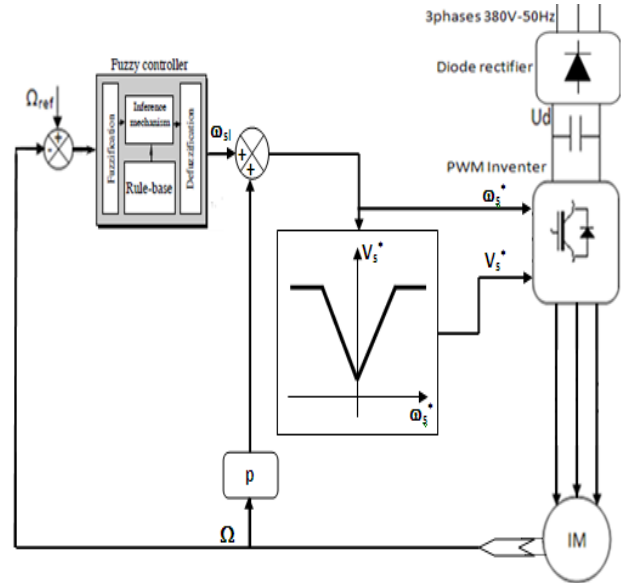 3phases 380V-50Hz
Diode rectifier
Ud
PWM Inventer
Fuzzy controller
Fuzzification
Inference
mechanism
Rule-base
Defuzzification
Ωref
+
-
ωsl
+
+
ωs*
Vs*
Vs*
ωs*
p
Ω
IM